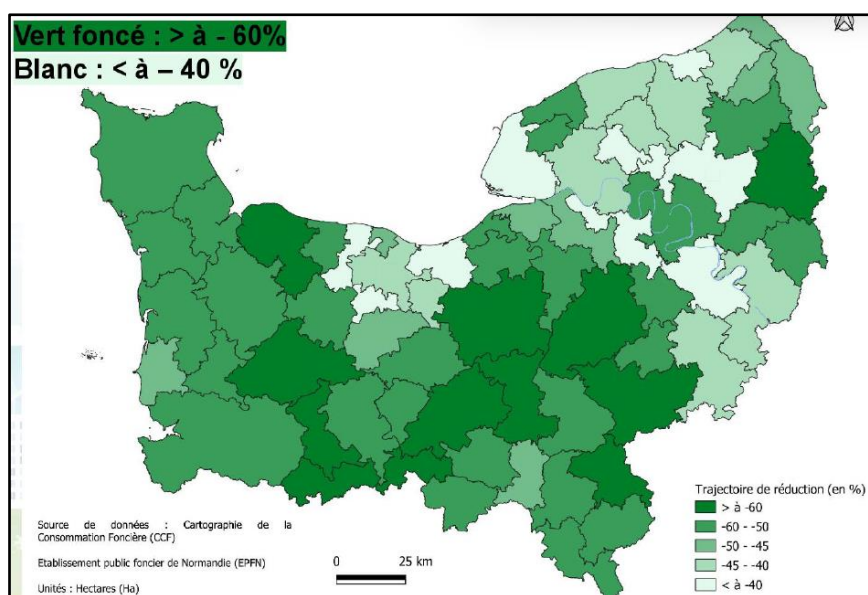 Vert foncé : > à - 60%
Blanc : < à – 40 %
Source de données : Cartographie de la
Consommation Foncière (CCF)
Etablissement public foncier de Normandie (EPFN)
Unités : Hectares (Ha)
0 25 km
Trajectoire de réduction (en %)
> à -60
-60 - -50
-50 - -45
-45 - -40
< à -40